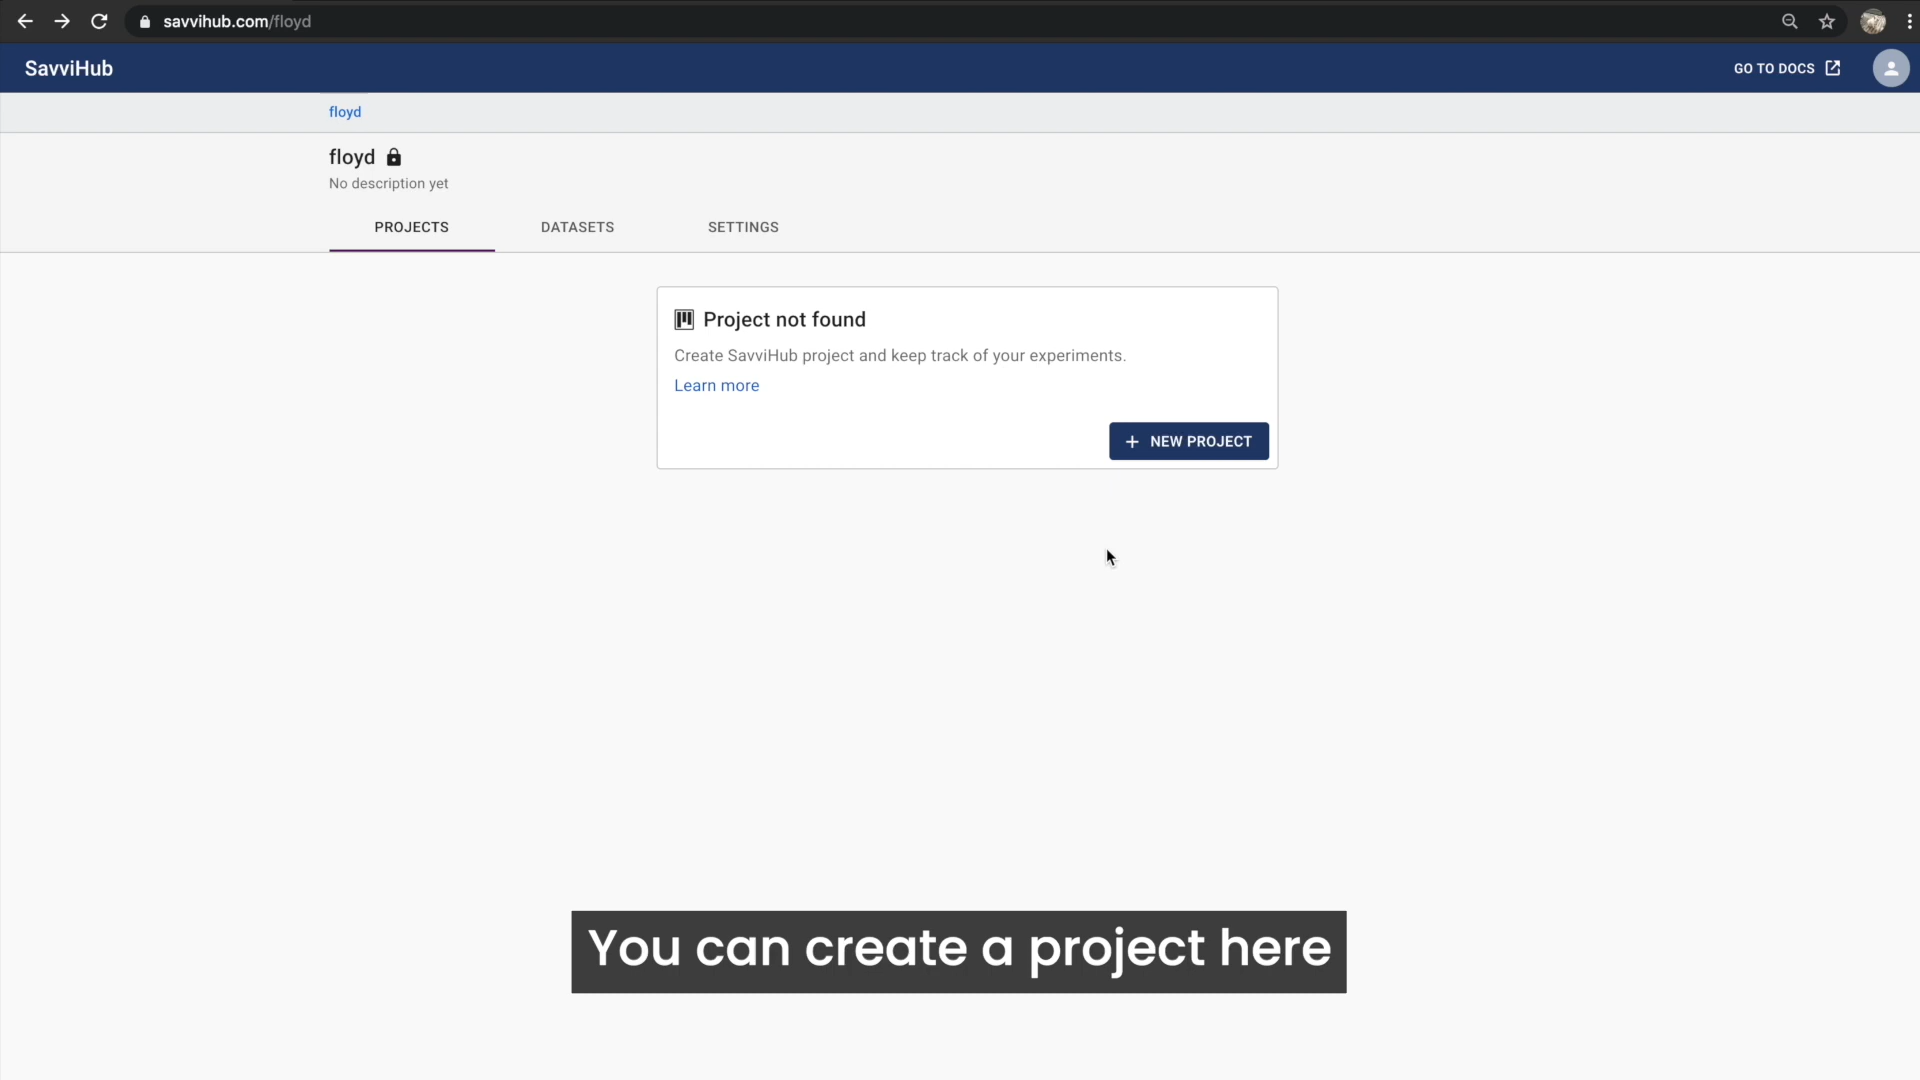 savvihub.com/floyd
SavviHub
GO TO DOCS
floyd
floyd
No description yet
PROJECTS DATASETS SETTINGS
Project not found
Create SavviHub project and keep track of your experiments.
Learn more
+ NEW PROJECT
You can create a project here